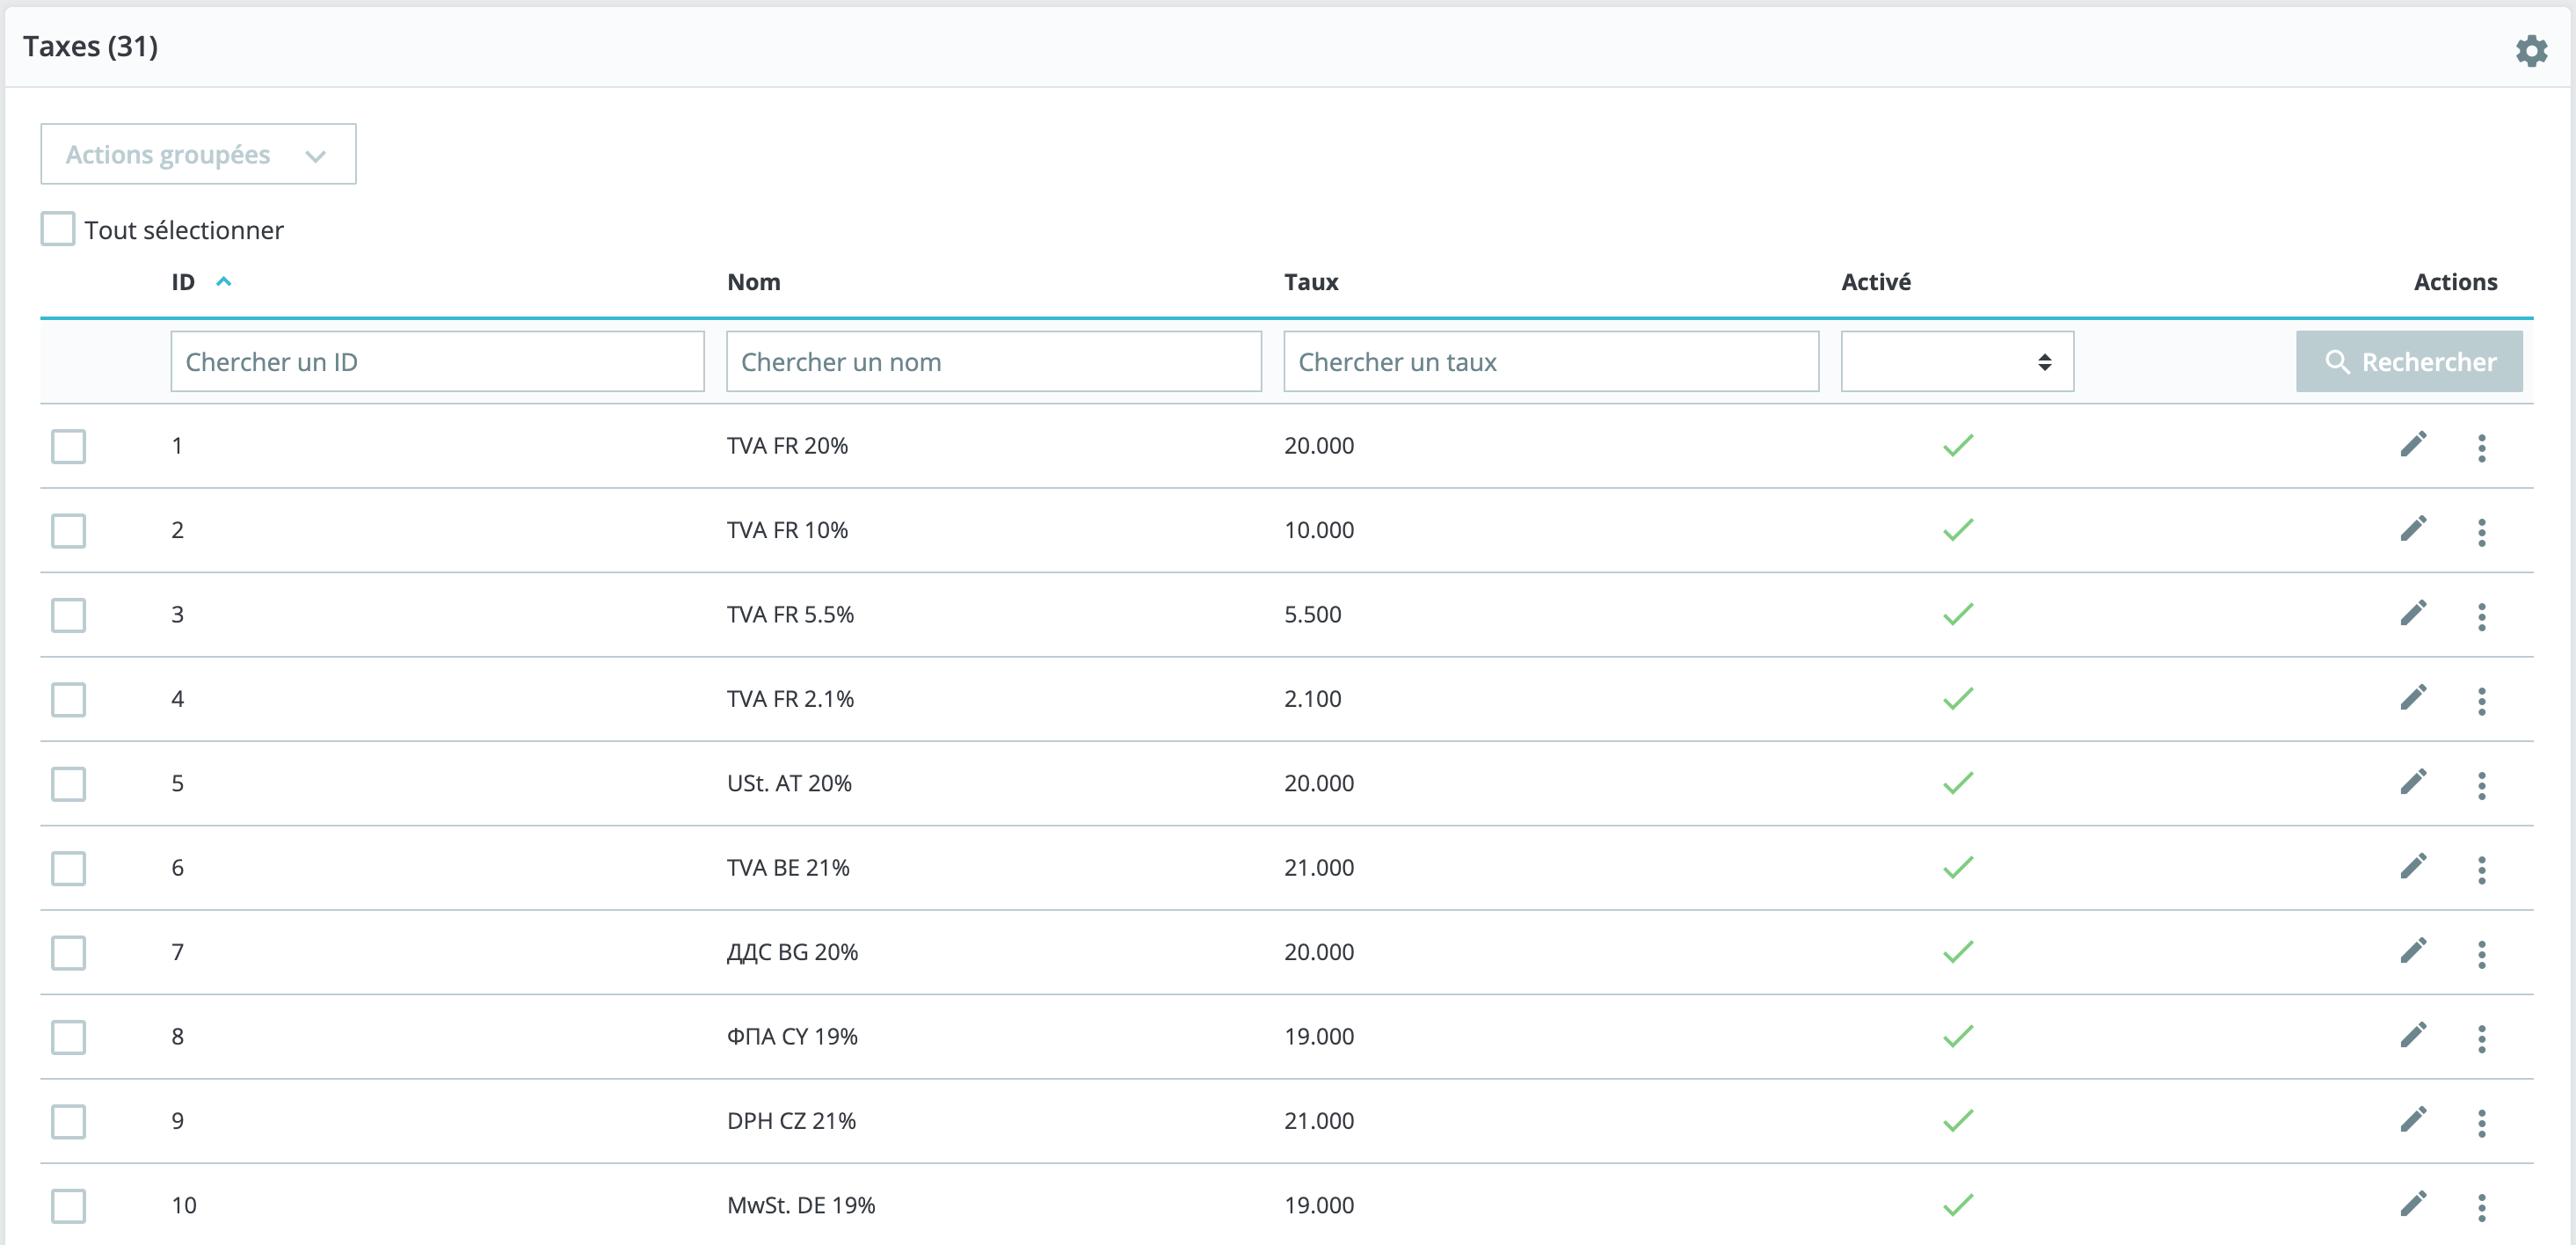 Taxes (31)
Actions groupées
Tout sélectionner
ID Nom Taux Activé Actions
Chercher un ID Chercher un nom Chercher un taux Rechercher
1 TVA FR 20% 20.000
2 TVA FR 10% 10.000
3 TVA FR 5.5% 5.500
4 TVA FR 2.1% 2.100
5 USt. AT 20% 20.000
6 TVA BE 21% 21.000
7 ДДС BG 20% 20.000
8 ФПА CY 19% 19.000
9 DPH CZ 21% 21.000
10 MwSt. DE 19% 19.000